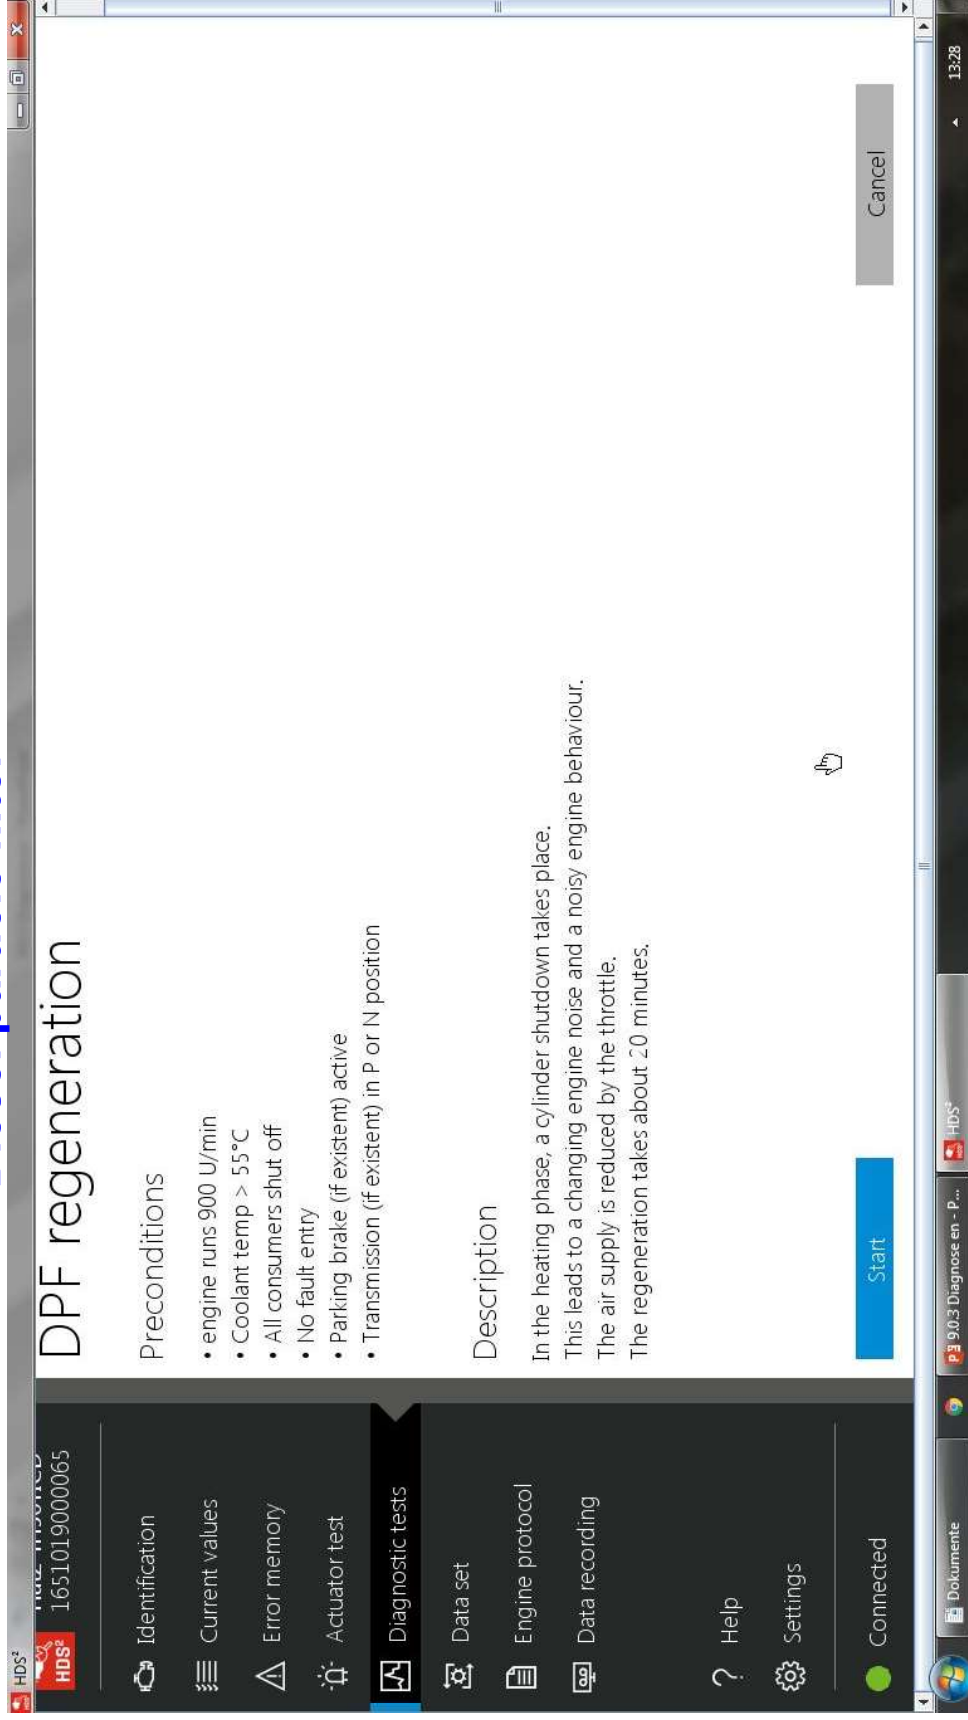 HDS²
HDS²
1651019000065
Identification
Current values
Error memory
Actuator test
Diagnostic tests
Data set
Engine protocol
Data recording
Help
Settings
Connected
DPF regeneration
Preconditions
• engine runs 900 U/min
• Coolant temp > 55°C
• All consumers shut off
• No fault entry
• Parking brake (if existent) active
• Transmission (if existent) in P or N position
Description
In the heating phase, a cylinder shutdown takes place.
This leads to a changing engine noise and a noisy engine behaviour.
The air supply is reduced by the throttle.
The regeneration takes about 20 minutes.
Start
Cancel
Dokumente
9.0.3 Diagnose en - P...
HDS²
13:28